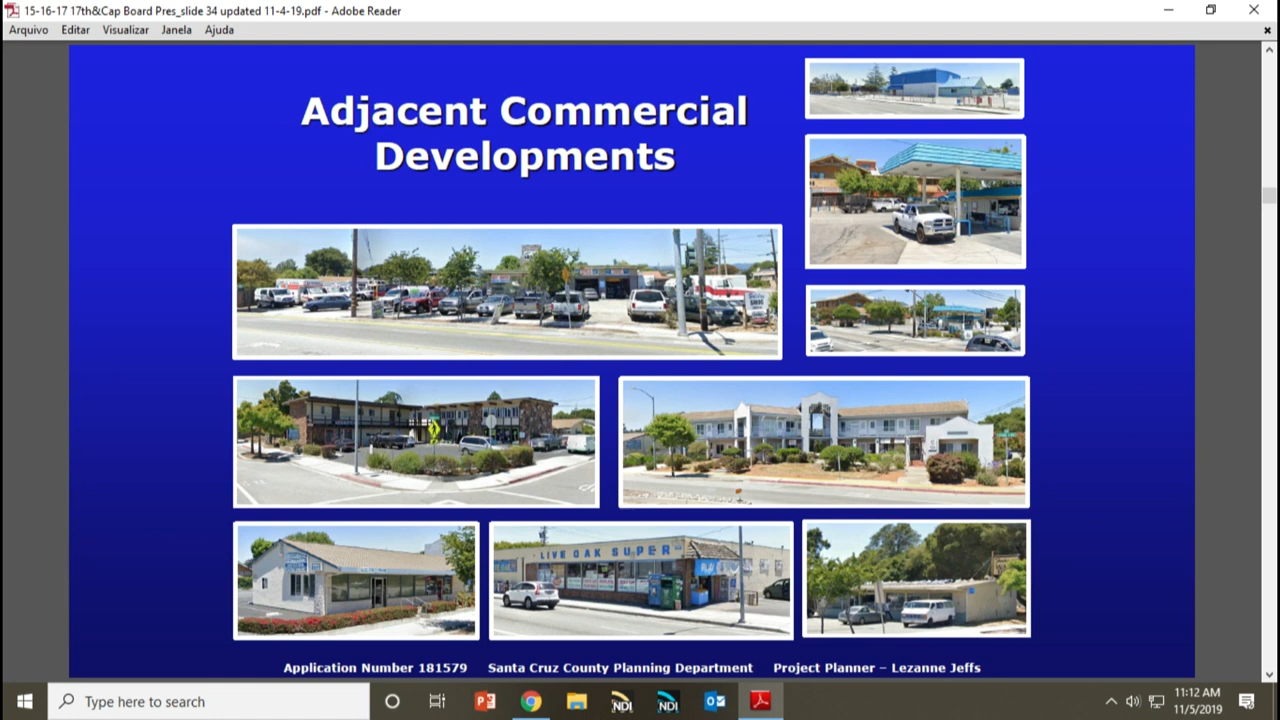 15-16-17 17th&Cap Board Pres_slide 34 updated 11-4-19.pdf - Adobe Reader
Arquivo Editar Visualizar Janela Ajuda
Adjacent Commercial
Developments
LIVE OAK SUPER
Application Number 181579 Santa Cruz County Planning Department Project Planner – Lezanne Jeffs
Type here to search
NDI
NDI
11:12 AM
11/5/2019